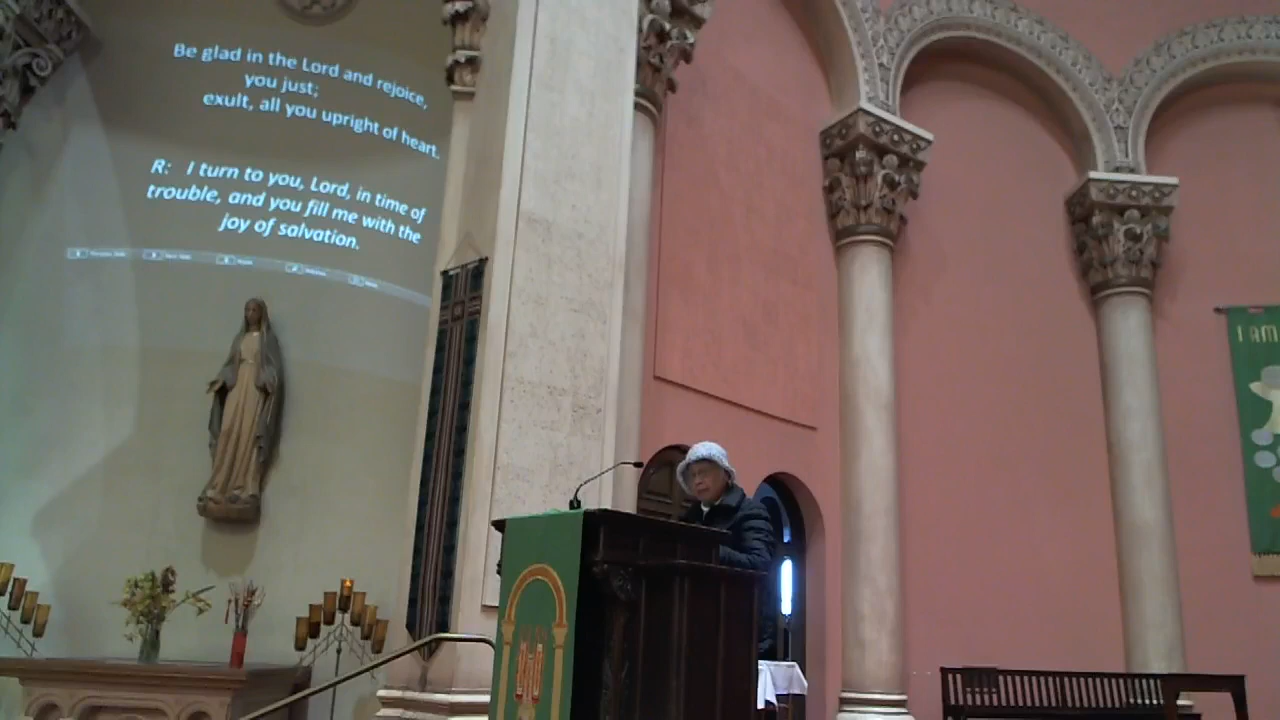 Be glad in the Lord and rejoice,
you just;
exult, all you upright of heart.
R: I turn to you, Lord, in time of
trouble, and you fill me with the
joy of salvation.
I AM